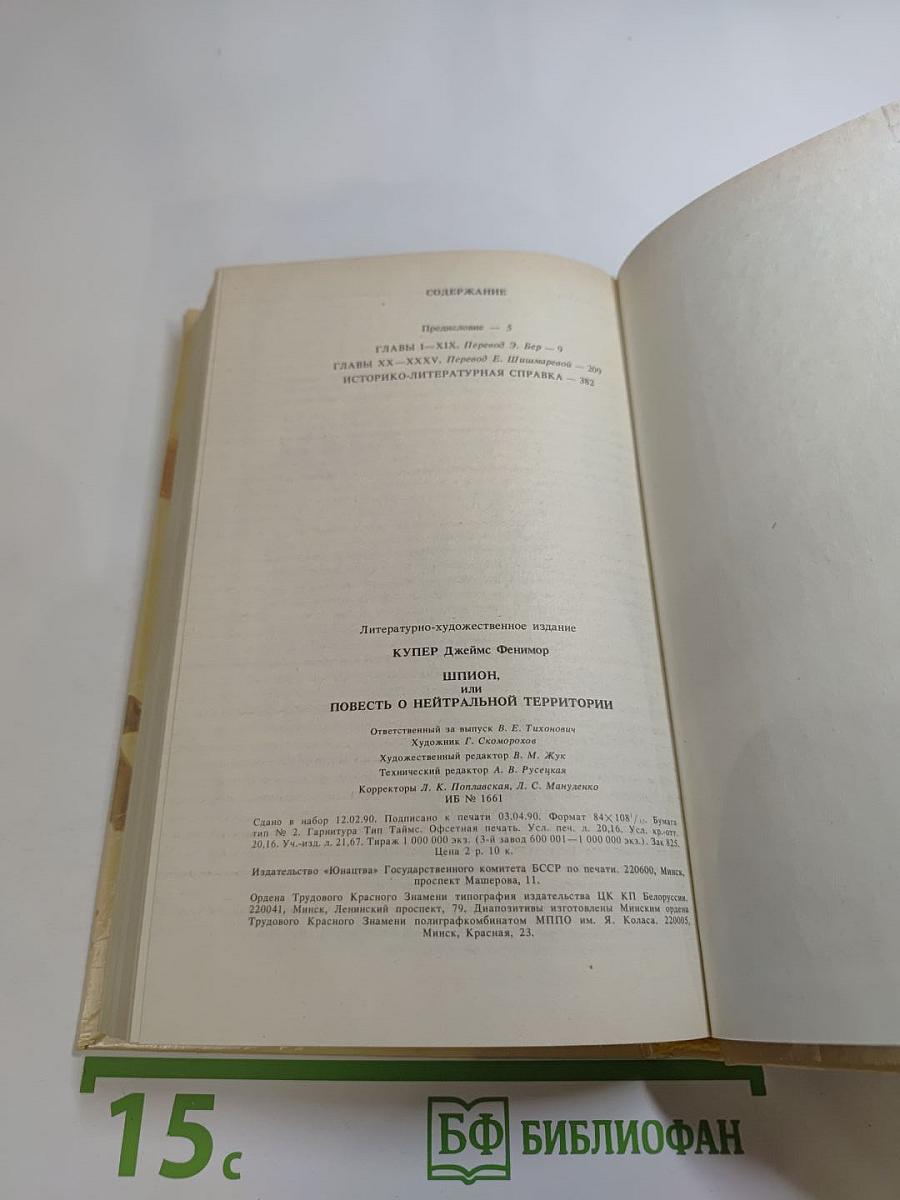 СОДЕРЖАНИЕ
Предисловие — 5
ГЛАВЫ I—XIX. Перевод Э. Бер — 9
ГЛАВЫ XX—XXXV. Перевод Е. Шишмаревой — 209
ИСТОРИКО-ЛИТЕРАТУРНАЯ СПРАВКА — 382
Литературно-художественное издание
КУПЕР Джеймс Фенимор
ШПИОН,
или
ПОВЕСТЬ О НЕЙТРАЛЬНОЙ ТЕРРИТОРИИ
Ответственный за выпуск В. Е. Тихонович
Художник Г. Скоморохов
Художественный редактор В. М. Жук
Технический редактор А. В. Русецкая
Корректоры Л. К. Поплавская, Л. С. Мануленко
ИБ № 1661
Сдано в набор 12.02.90. Подписано к печати 03.04.90. Формат 84×108¹/₃₂. Бумага
тип № 2. Гарнитура Тип Таймс. Офсетная печать. Усл. печ. л. 20,16. Усл. кр.-отт.
20,16. Уч.-изд. л. 21,67. Тираж 1 000 000 экз. (3-й завод 600 001—1 000 000 экз.). Зак 825.
Цена 2 р. 10 к.
Издательство «Юнацтва» Государственного комитета БССР по печати. 220600, Минск,
проспект Машерова, 11.
Ордена Трудового Красного Знамени типография издательства ЦК КП Белоруссии.
220041, Минск, Ленинский проспект, 79. Диапозитивы изготовлены Минским ордена
Трудового Красного Знамени полиграфкомбинатом МППО им. Я. Коласа. 220005,
Минск, Красная, 23.
15 с
БФ БИБЛИОФАН